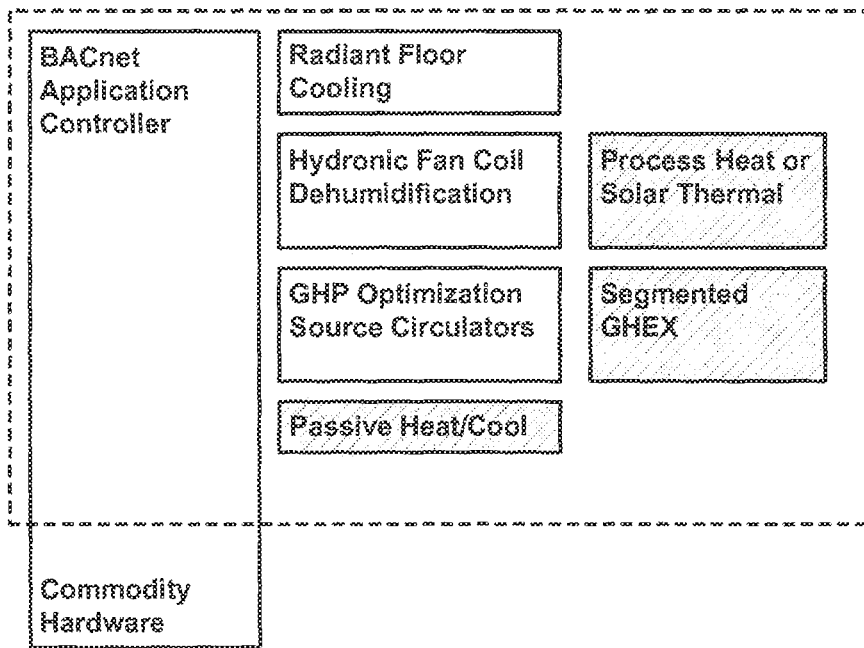 BACnet
Application
Controller
Radiant Floor
Cooling
Hydronic Fan Coil
Dehumidification
Process Heat or
Solar Thermal
GHP Optimization
Source Circulators
Segmented
GHEX
Passive Heat/Cool
Commodity
Hardware